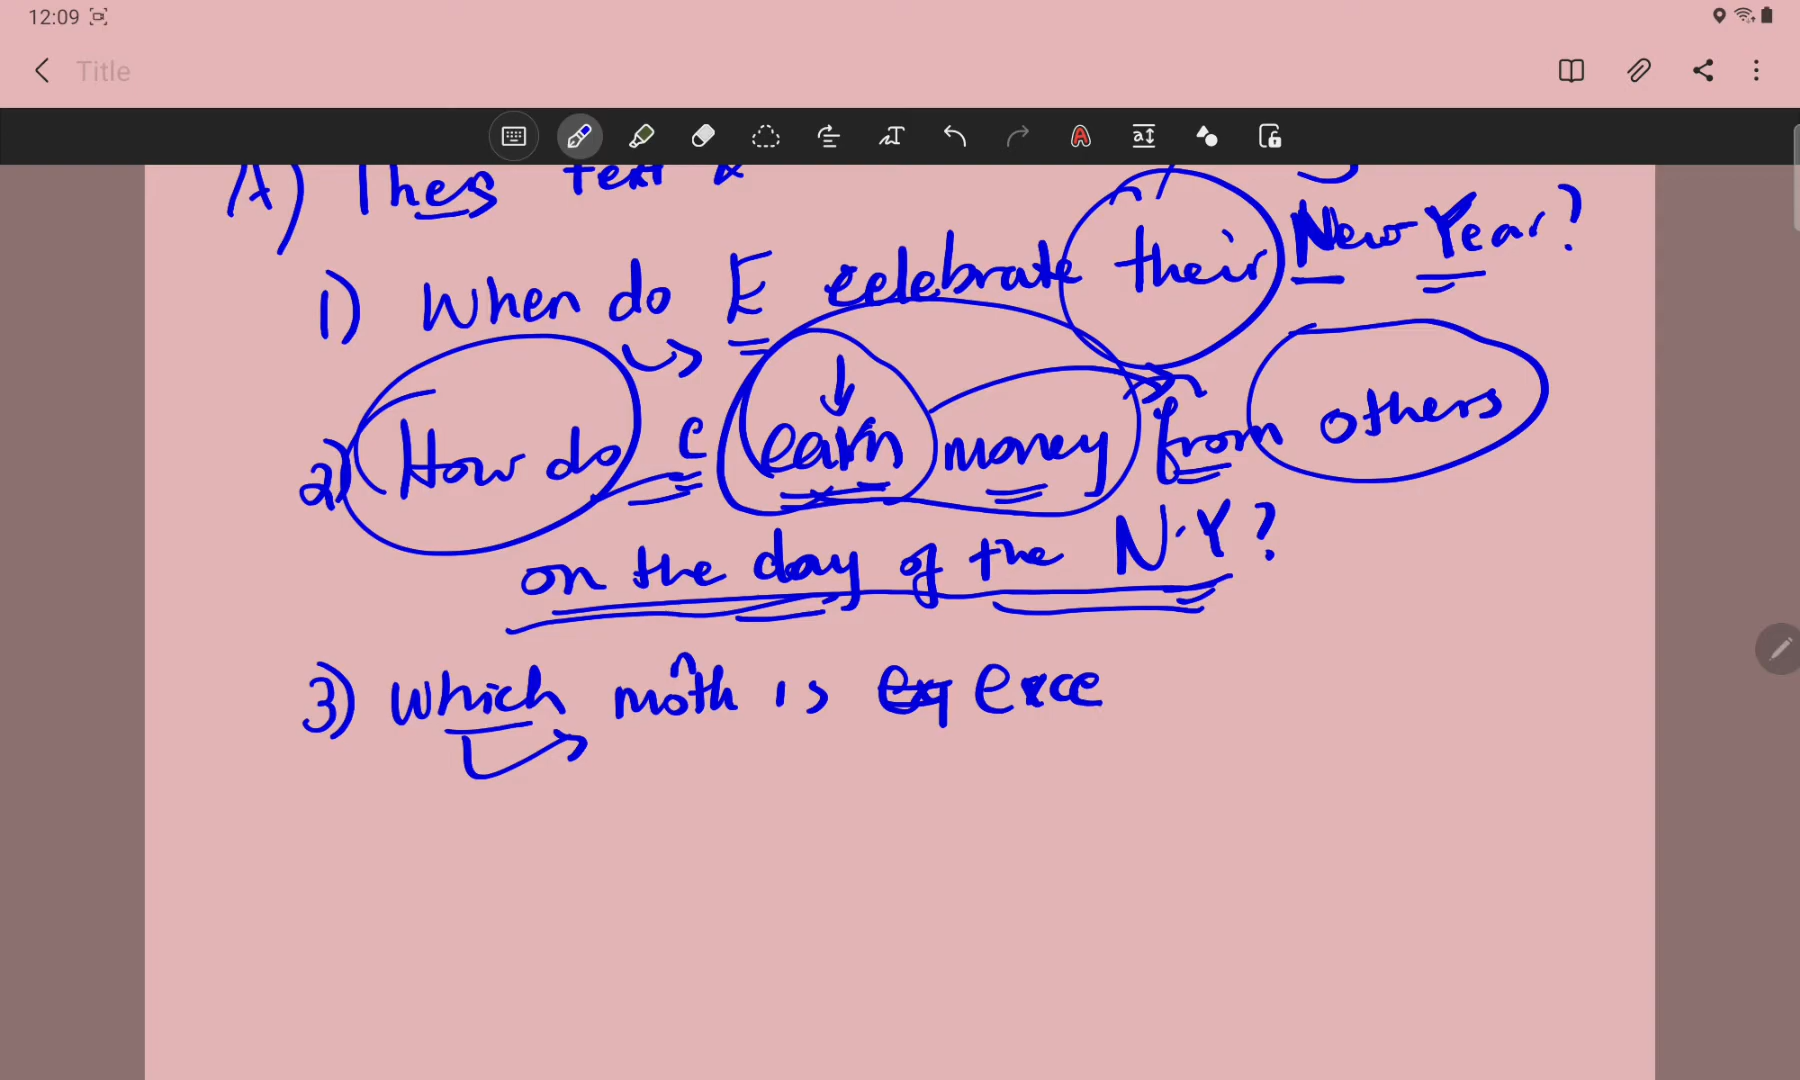 12:09
Title
A) Thes text
1) When do E celebrate their New Year?
2) How do c earn money from others
on the day of the N.Y?
3) which moth is exce